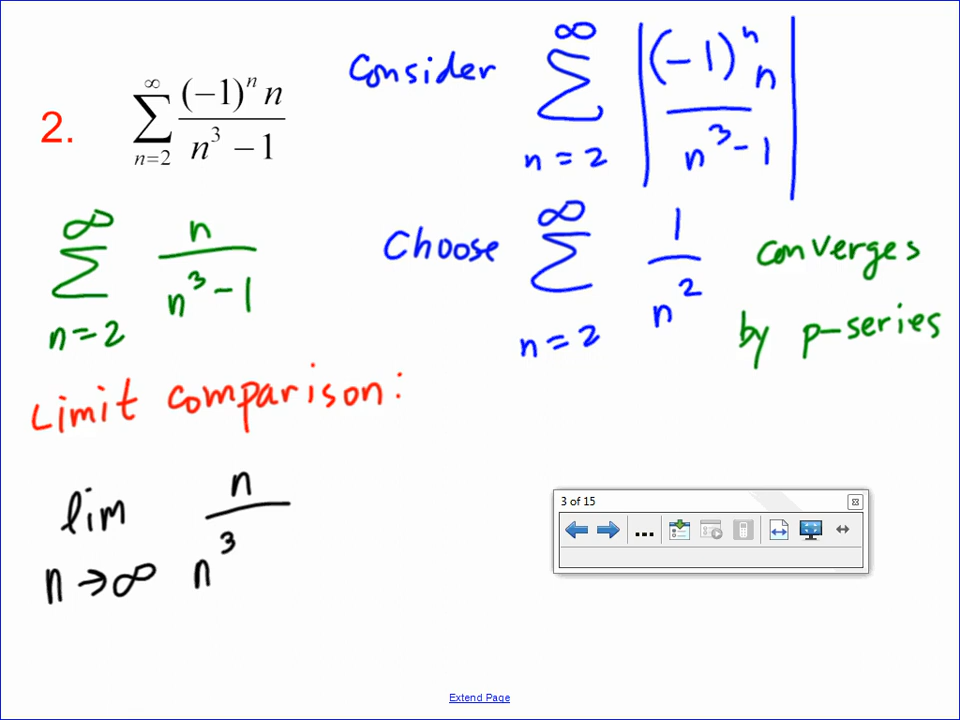 2. ∞ ∑ n=2 (−1)^n n / n^3 − 1
Consider ∞ ∑ n=2 |(-1)^n n / n^3 - 1|
∞ ∑ n=2 n / n^3 - 1
Choose ∞ ∑ n=2 1 / n^2 converges
by p-series
Limit comparison:
lim n→∞ n / n^3
3 of 15
...
Extend Page